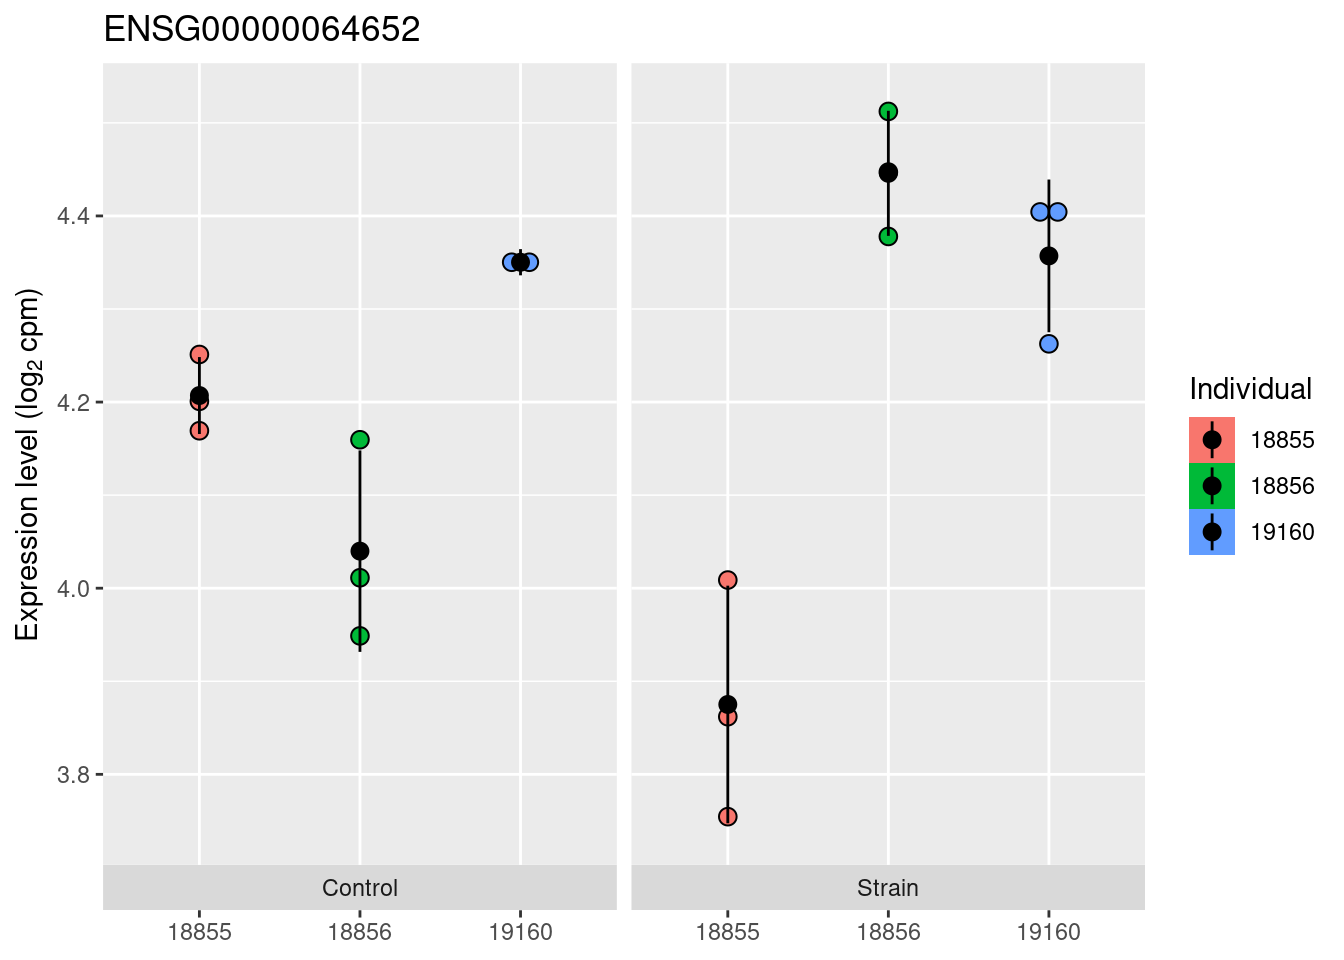 ENSG00000064652
Expression level (log₂ cpm)
4.4
4.2
4.0
3.8
Control
Strain
18855 18856 19160
18855 18856 19160
Individual
18855
18856
19160